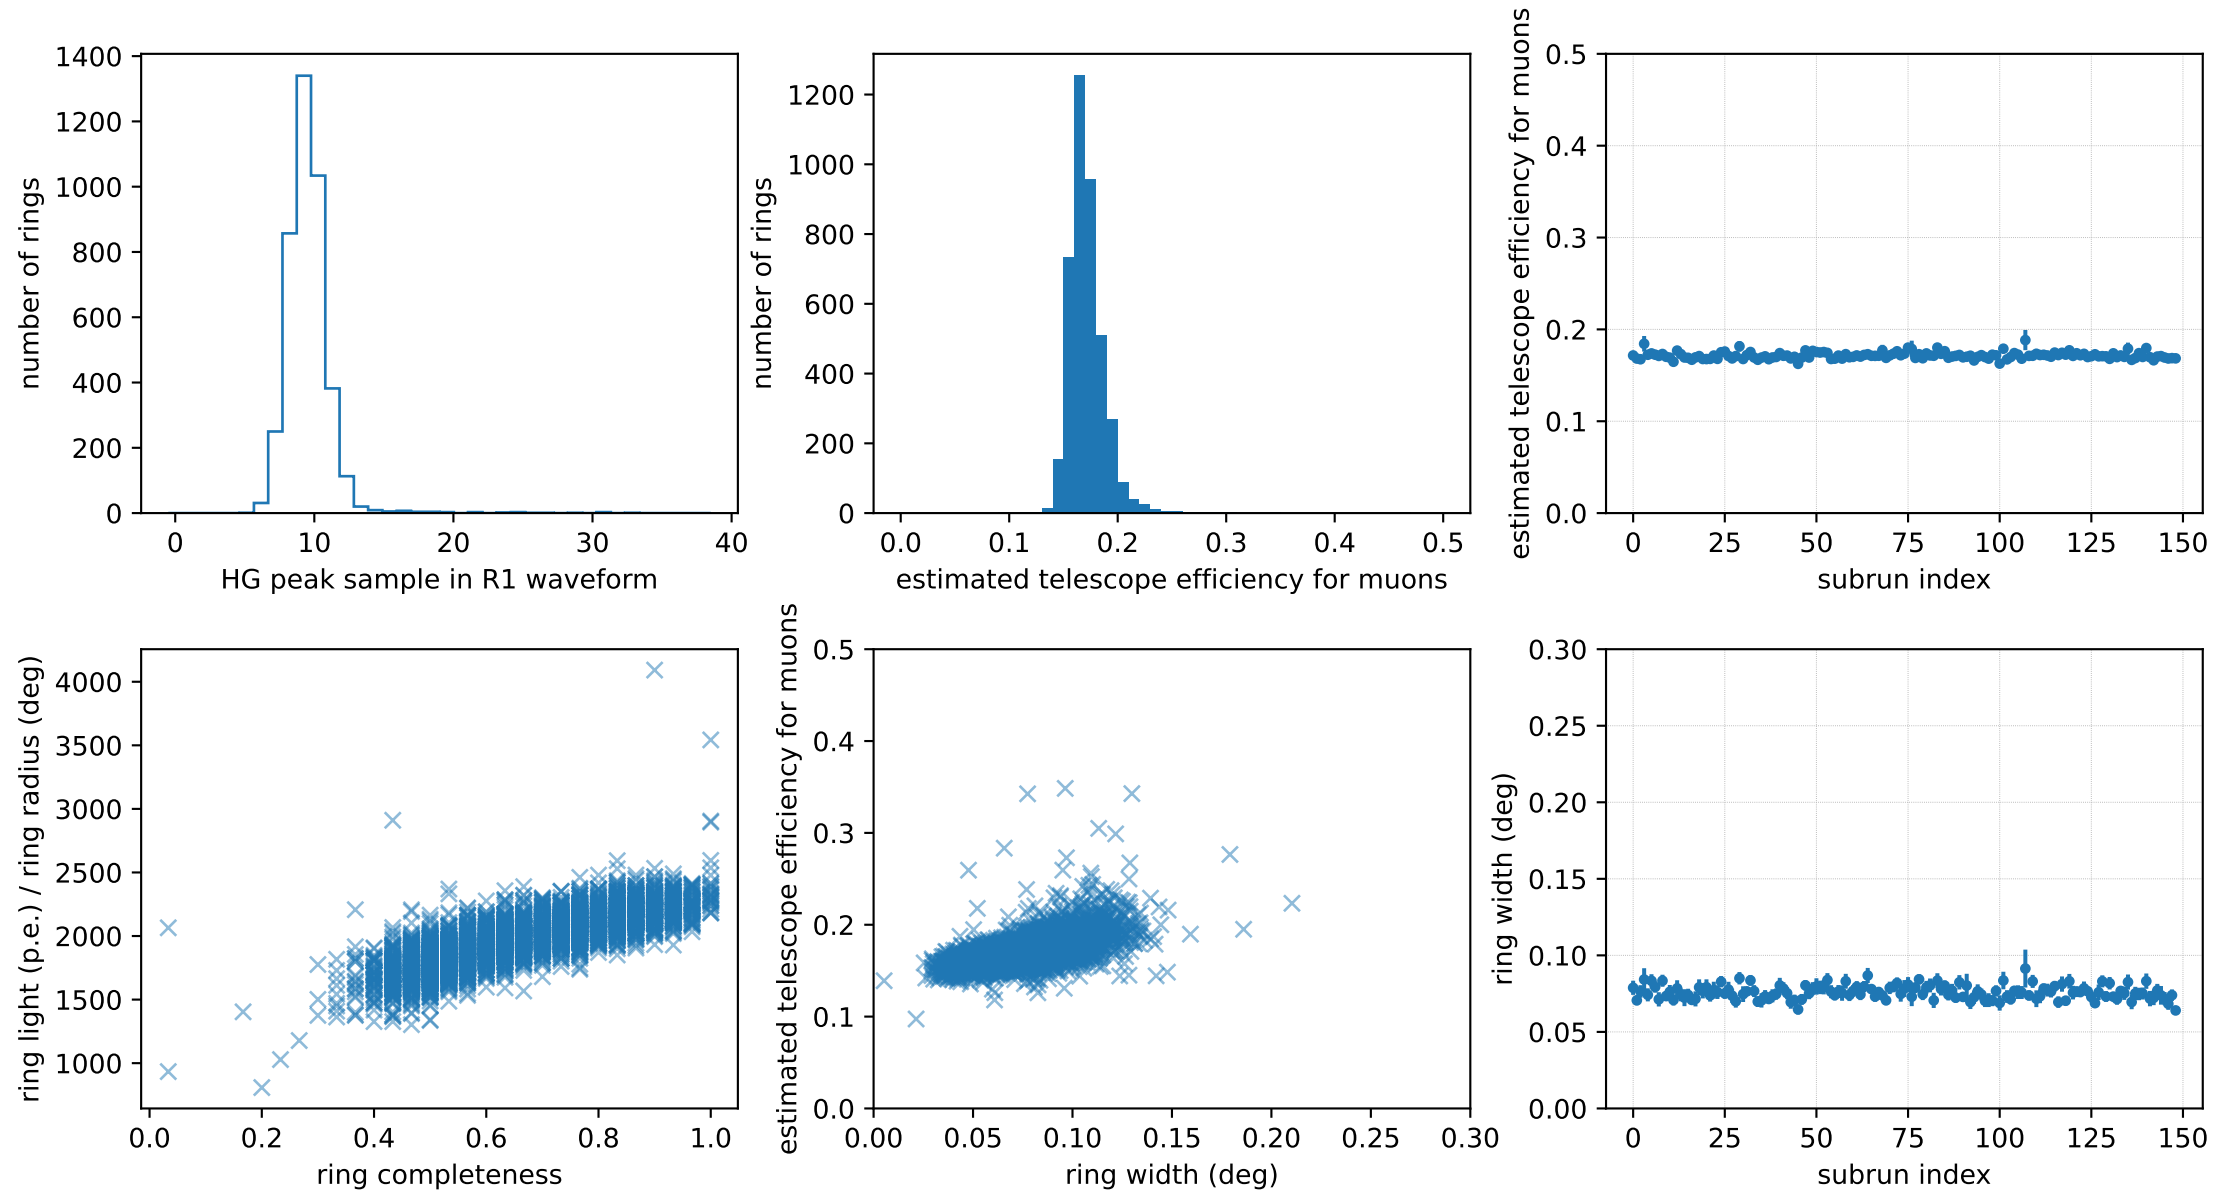 1400
1200
1000
800
600
400
200
0
number of rings
0 10 20 30 40
HG peak sample in R1 waveform
1200
1000
800
600
400
200
0
number of rings
0.0 0.1 0.2 0.3 0.4 0.5
estimated telescope efficiency for muons
0.5
0.4
0.3
0.2
0.1
0.0
estimated telescope efficiency for muons
0 25 50 75 100 125 150
subrun index
4000
3500
3000
2500
2000
1500
1000
ring light (p.e.) / ring radius (deg)
0.0 0.2 0.4 0.6 0.8 1.0
ring completeness
0.5
0.4
0.3
0.2
0.1
0.0
estimated telescope efficiency for muons
0.00 0.05 0.10 0.15 0.20 0.25 0.30
ring width (deg)
0.30
0.25
0.20
0.15
0.10
0.05
0.00
ring width (deg)
0 25 50 75 100 125 150
subrun index